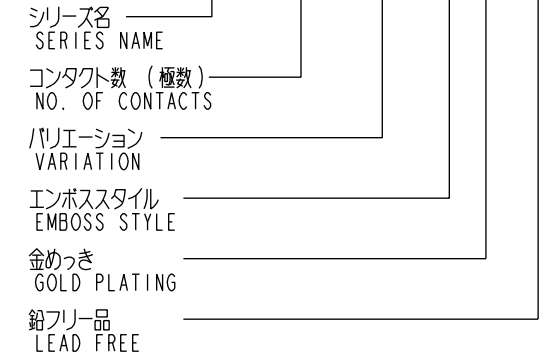 シリーズ名
SERIES NAME
コンタクト数 (極数)
NO. OF CONTACTS
バリエーション
VARIATION
エンボススタイル
EMBOSS STYLE
金めっき
GOLD PLATING
鉛フリー品
LEAD FREE